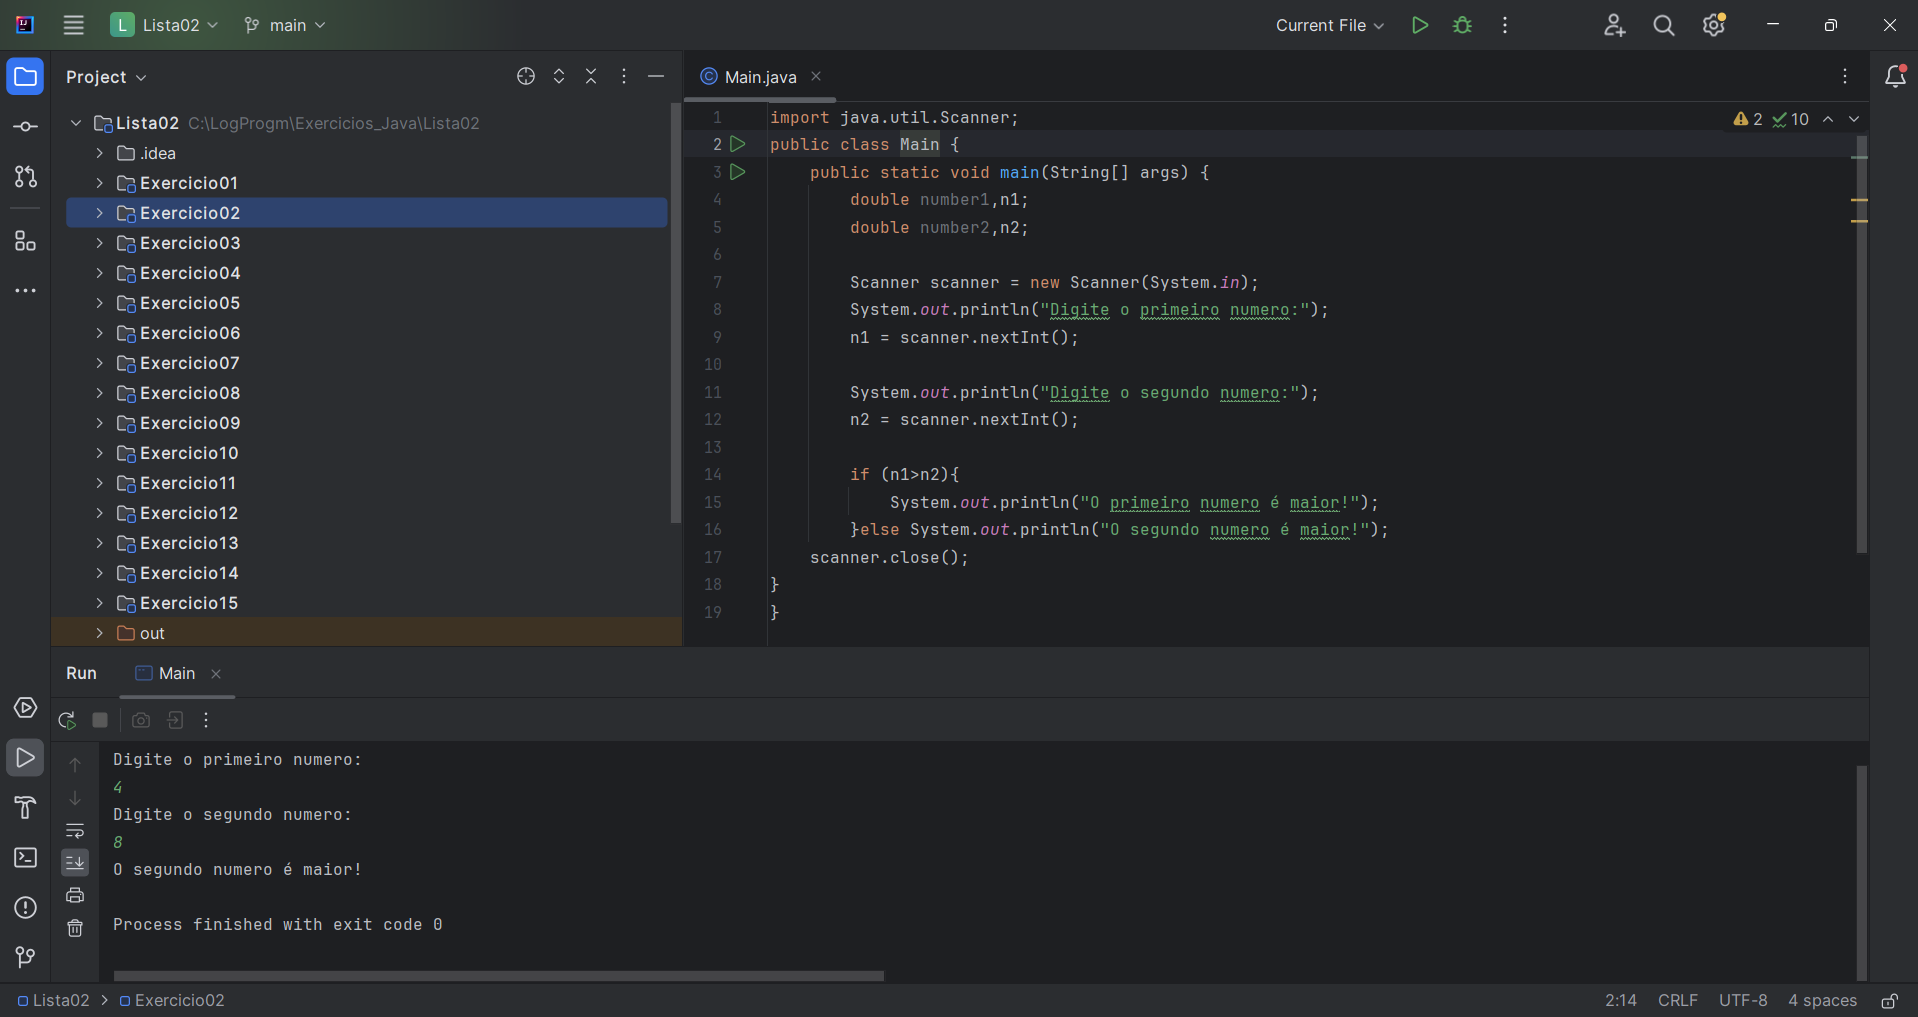 L Lista02 main Current File
Project
Main.java
Lista02 C:\LogProgm\Exercicios_Java\Lista02
.idea
Exercicio01
Exercicio02
Exercicio03
Exercicio04
Exercicio05
Exercicio06
Exercicio07
Exercicio08
Exercicio09
Exercicio10
Exercicio11
Exercicio12
Exercicio13
Exercicio14
Exercicio15
out
2 10
1 import java.util.Scanner;
2 public class Main {
3 public static void main(String[] args) {
4 double number1,n1;
5 double number2,n2;
6
7 Scanner scanner = new Scanner(System.in);
8 System.out.println("Digite o primeiro numero:");
9 n1 = scanner.nextInt();
10
11 System.out.println("Digite o segundo numero:");
12 n2 = scanner.nextInt();
13
14 if (n1>n2){
15 System.out.println("O primeiro numero é maior!");
16 }else System.out.println("O segundo numero é maior!");
17 scanner.close();
18 }
19 }
Run Main
Digite o primeiro numero:
4
Digite o segundo numero:
8
O segundo numero é maior!
Process finished with exit code 0
Lista02 > Exercicio02 2:14 CRLF UTF-8 4 spaces